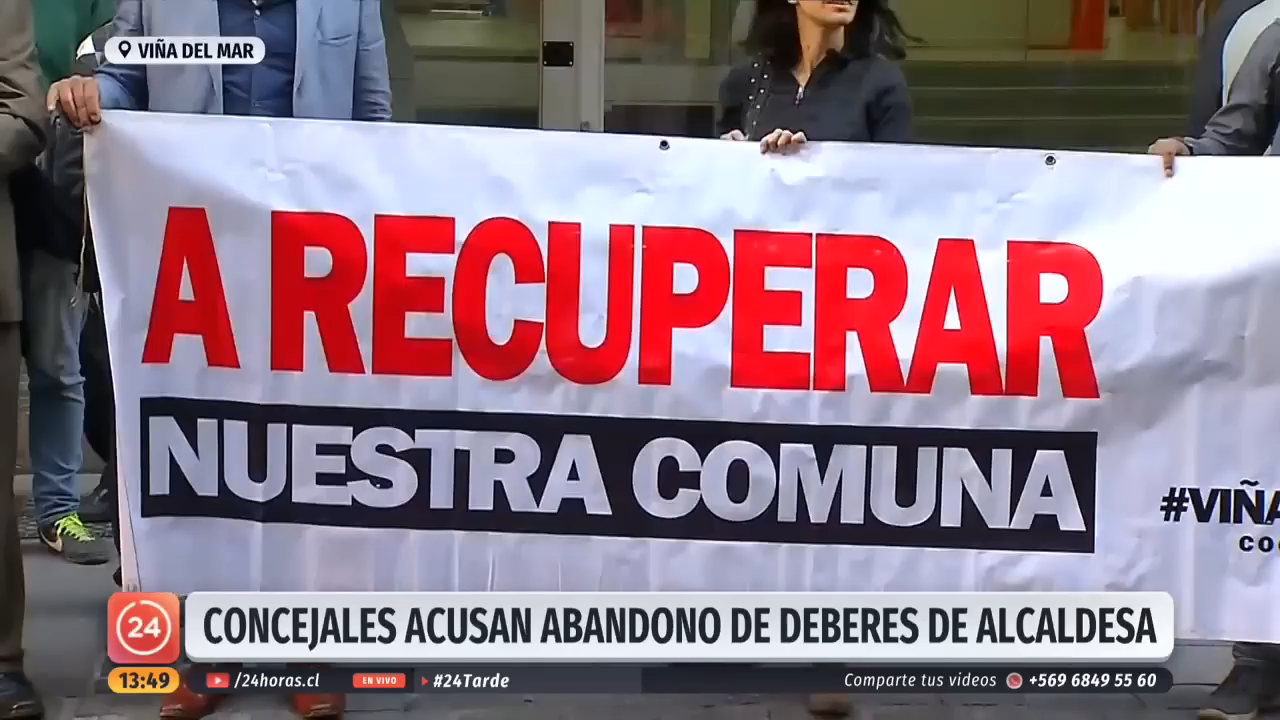 VIÑA DEL MAR
A RECUPERAR
NUESTRA COMUNA
#VIÑA
24
CONCEJALES ACUSAN ABANDONO DE DEBERES DE ALCALDESA
13:49 /24horas.cl EN VIVO #24Tarde Comparte tus videos +569 6849 55 60